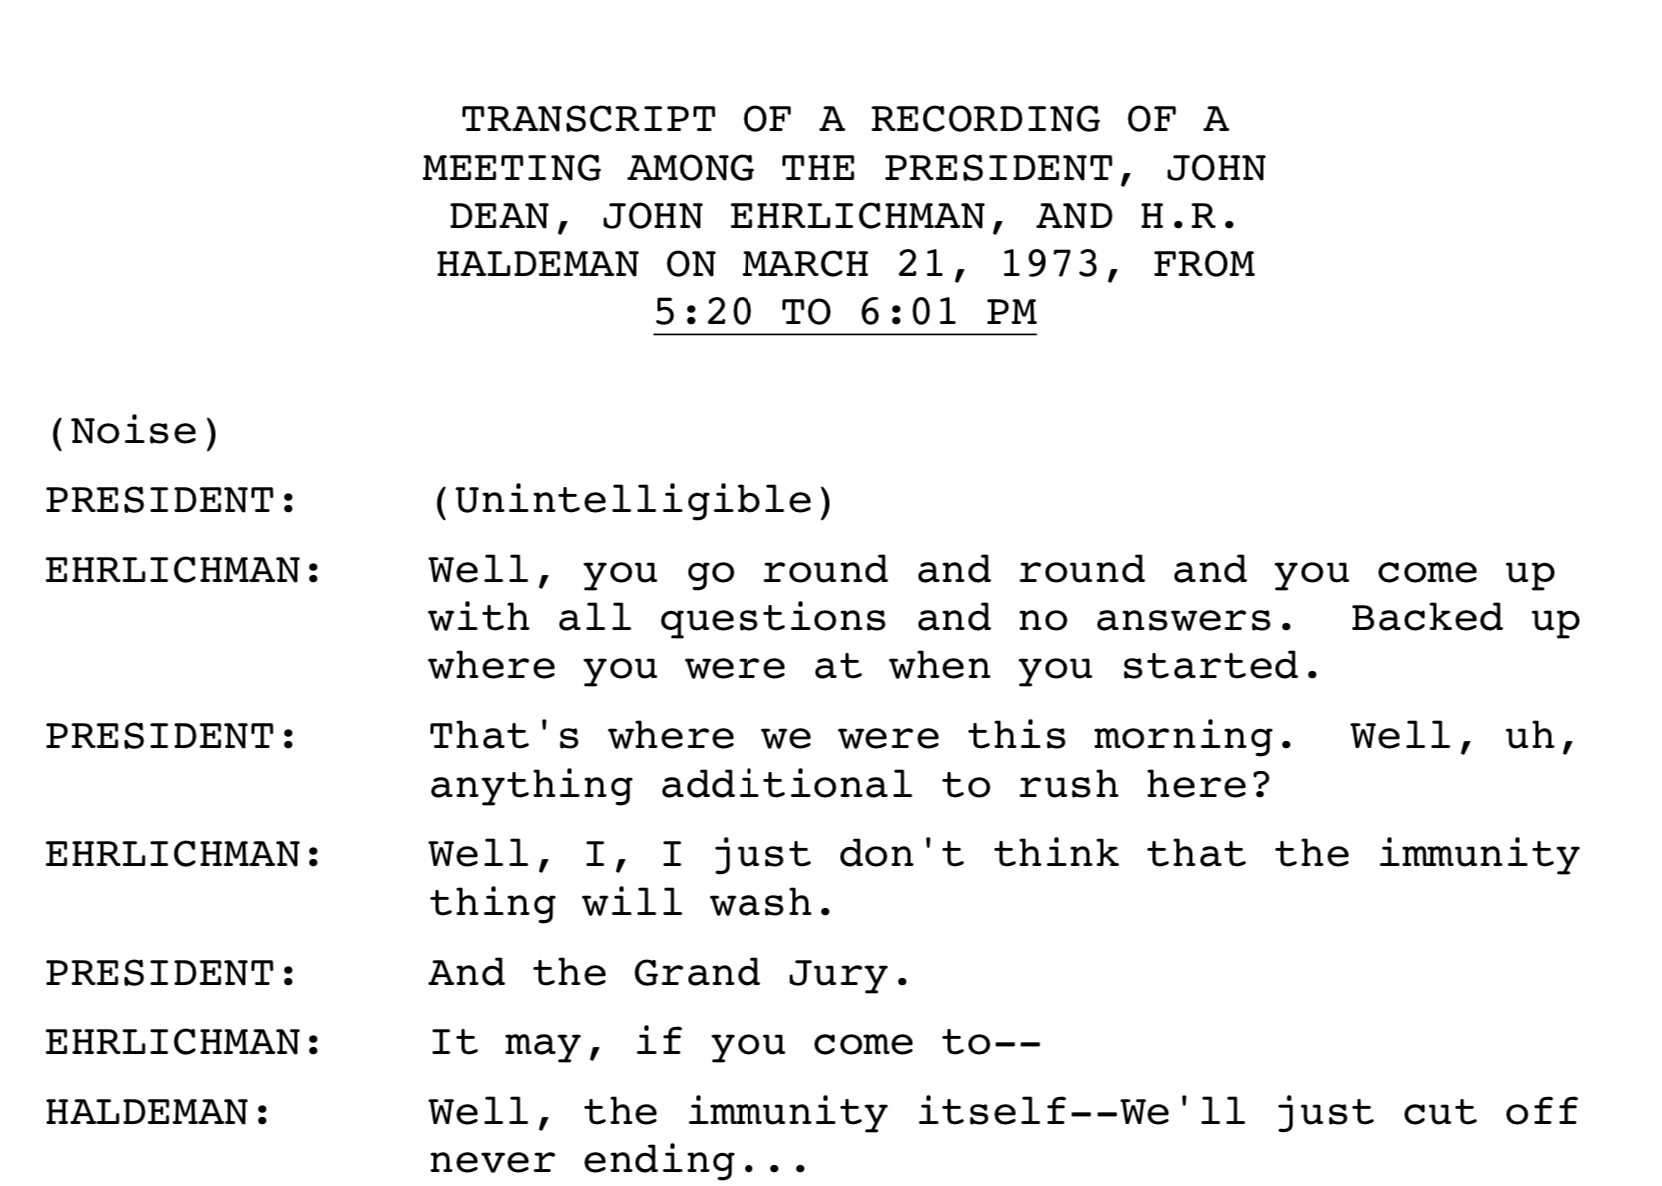 TRANSCRIPT OF A RECORDING OF A
MEETING AMONG THE PRESIDENT, JOHN
DEAN, JOHN EHRLICHMAN, AND H.R.
HALDEMAN ON MARCH 21, 1973, FROM
5:20 TO 6:01 PM
(Noise)
PRESIDENT: (Unintelligible)
EHRLICHMAN: Well, you go round and round and you come up
with all questions and no answers.  Backed up
where you were at when you started.
PRESIDENT: That's where we were this morning.  Well, uh,
anything additional to rush here?
EHRLICHMAN: Well, I, I just don't think that the immunity
thing will wash.
PRESIDENT: And the Grand Jury.
EHRLICHMAN: It may, if you come to--
HALDEMAN: Well, the immunity itself--We'll just cut off
never ending...